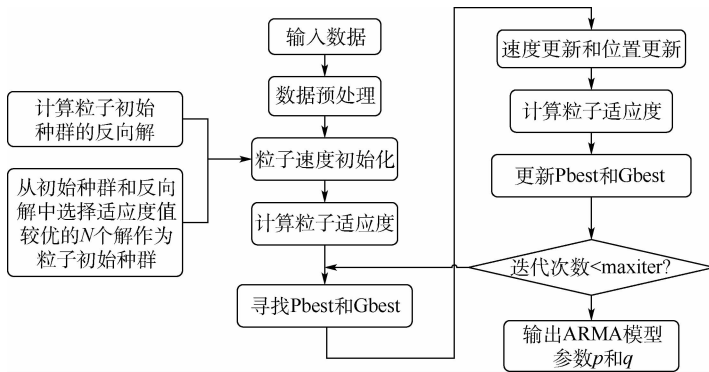 输入数据
数据预处理
计算粒子初始
种群的反向解
从初始种群和反向
解中选择适应度值
较优的N个解作为
粒子初始种群
粒子速度初始化
计算粒子适应度
寻找Pbest和Gbest
速度更新和位置更新
计算粒子适应度
更新Pbest和Gbest
迭代次数<maxiter?
输出ARMA模型
参数p和q